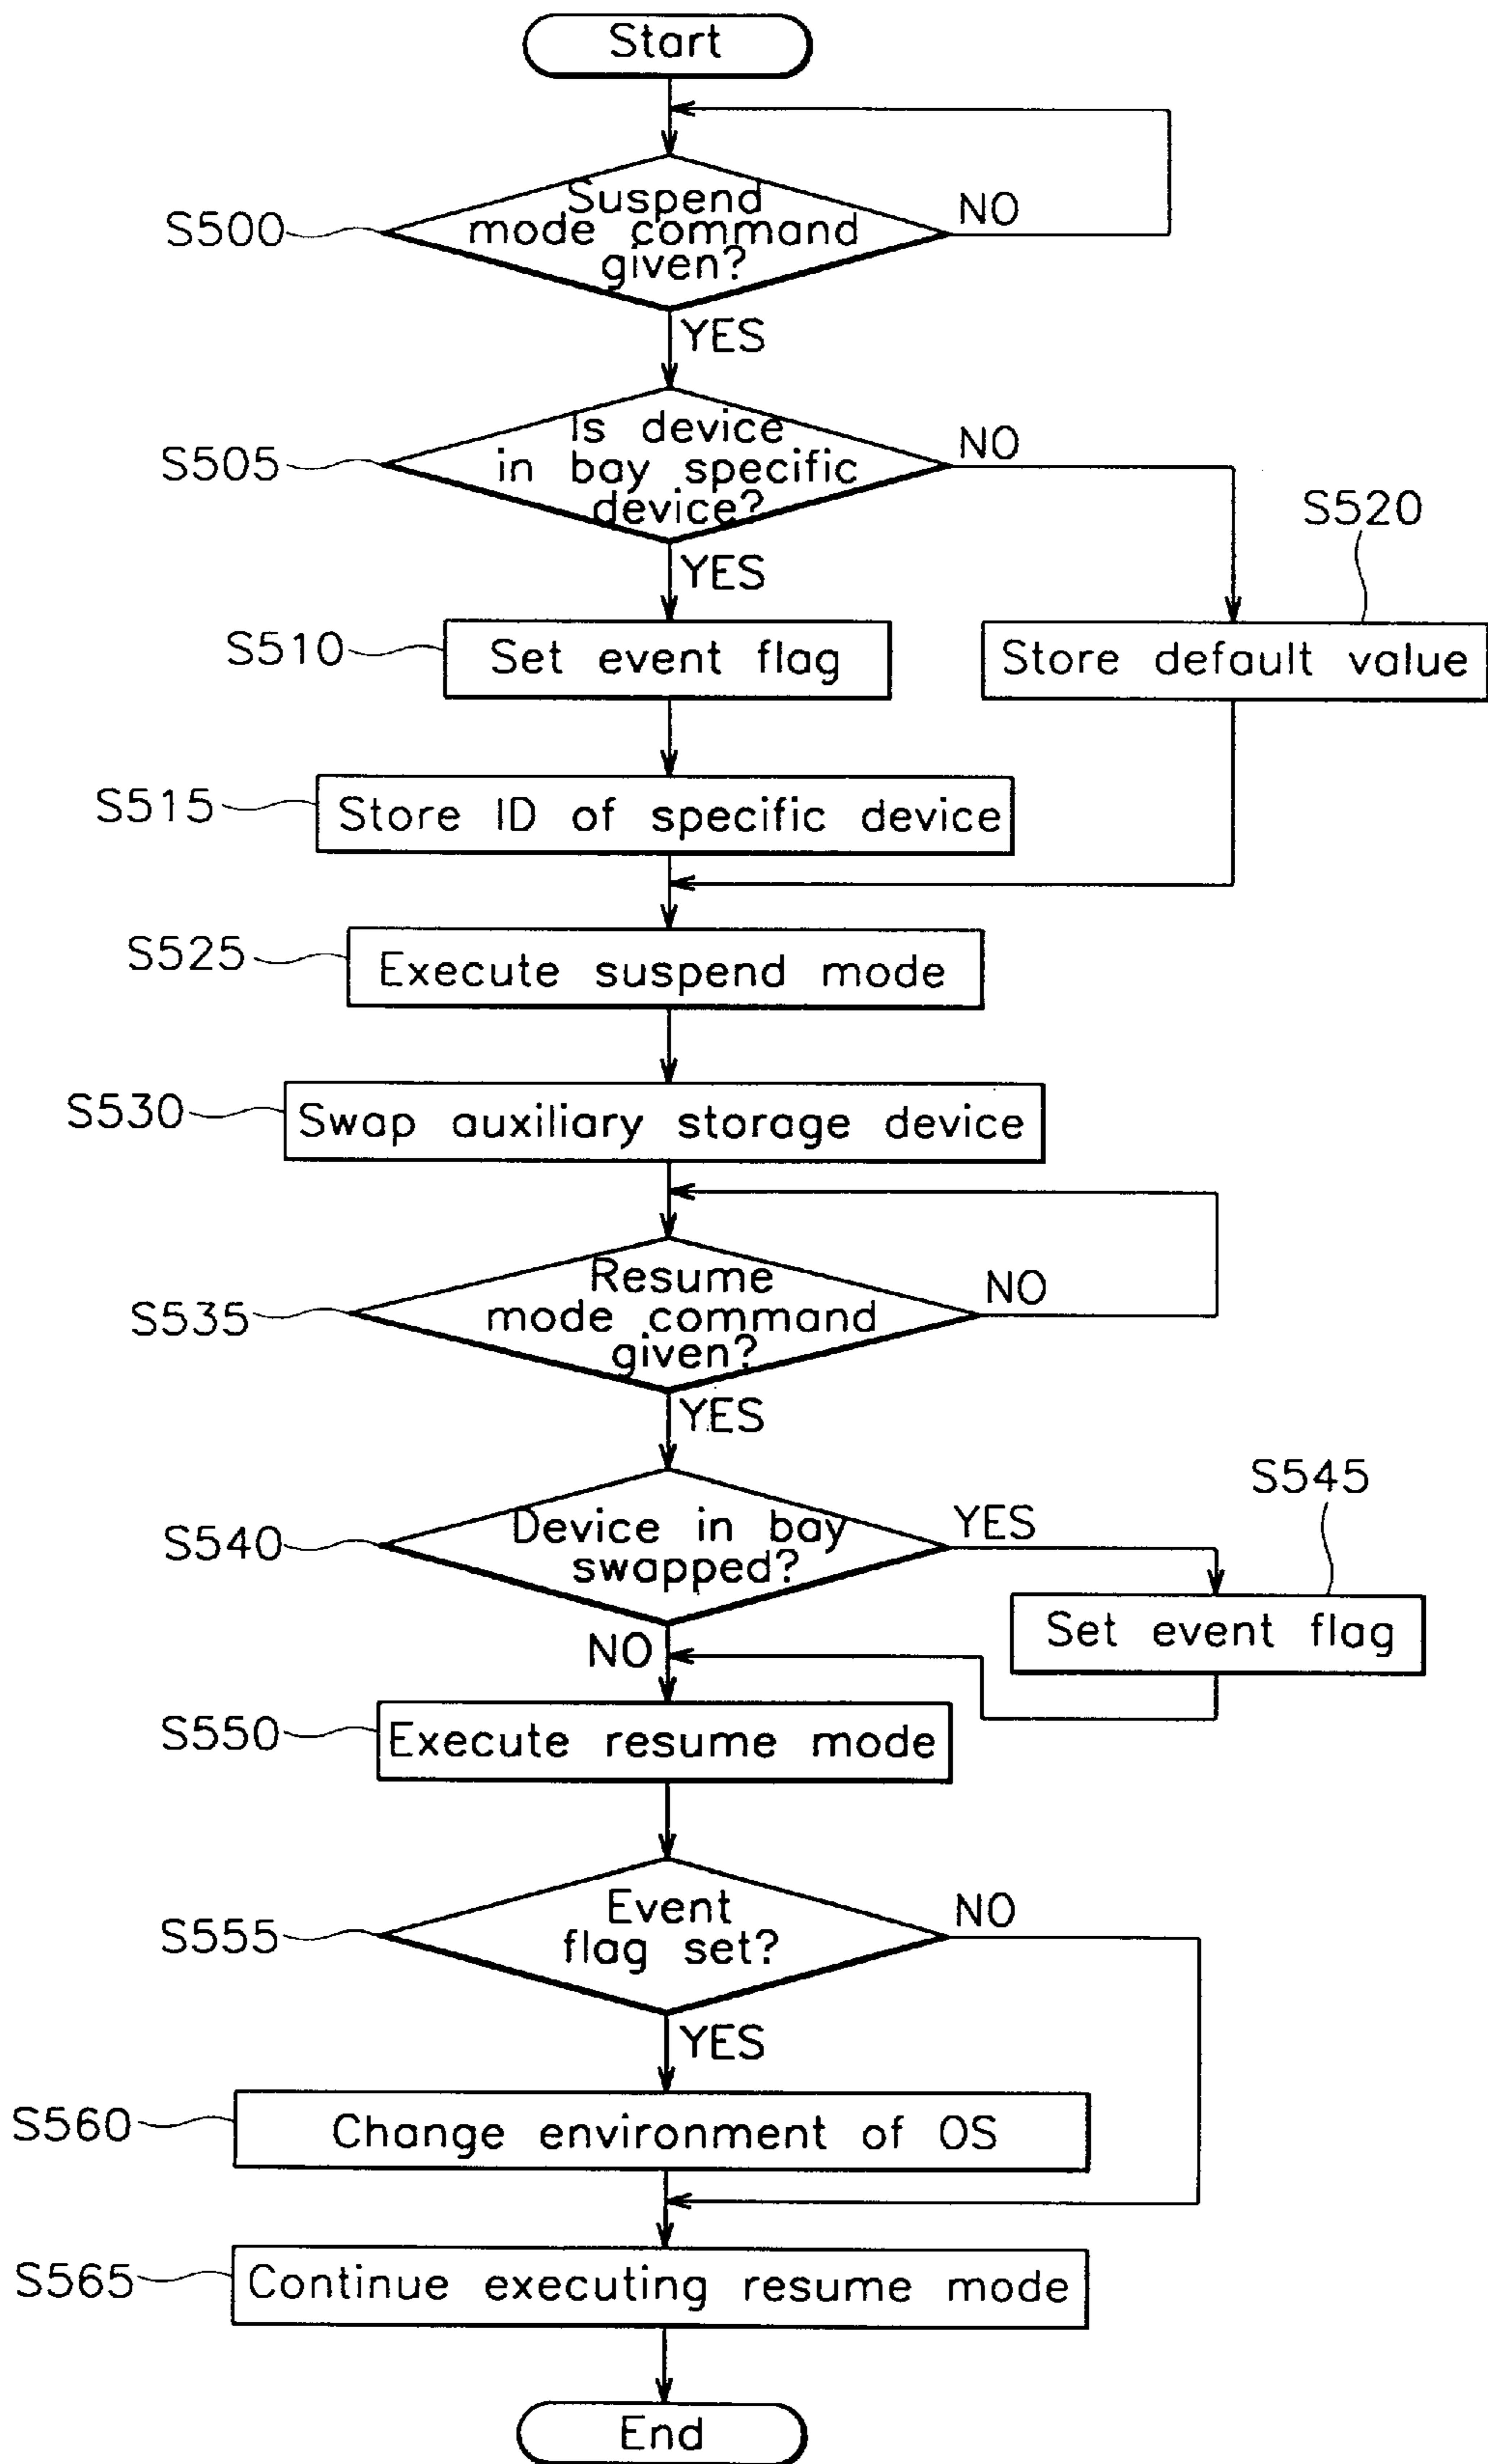 Start
S500
Suspend
mode command
given?
NO
YES
S505
Is device
in bay specific
device?
NO
YES
S520
S510
Set event flag
Store default value
S515
Store ID of specific device
S525
Execute suspend mode
S530
Swap auxiliary storage device
S535
Resume
mode command
given?
NO
YES
S540
Device in bay
swapped?
YES
S545
Set event flag
NO
S550
Execute resume mode
S555
Event
flag set?
NO
YES
S560
Change environment of OS
S565
Continue executing resume mode
End